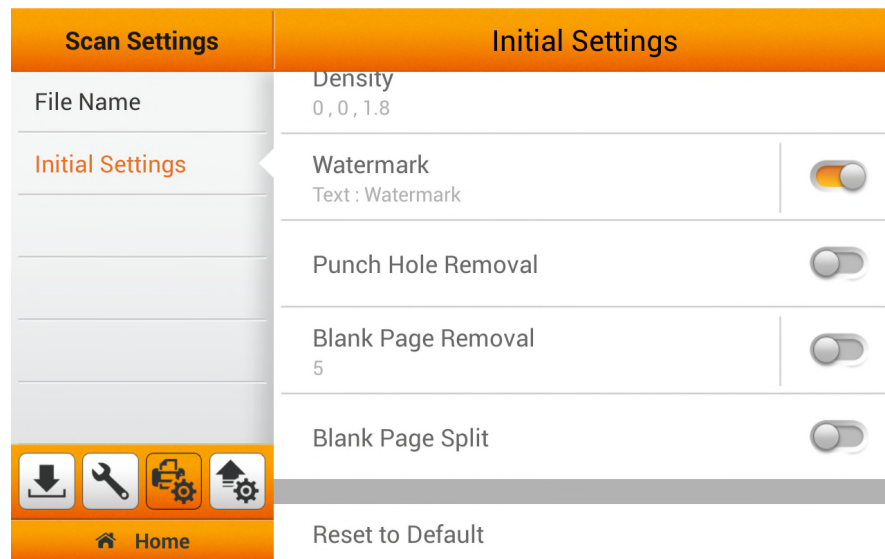 Scan Settings
Initial Settings
File Name
Initial Settings
Home
Density
0 , 0 , 1.8
Watermark
Text : Watermark
Punch Hole Removal
Blank Page Removal
5
Blank Page Split
Reset to Default